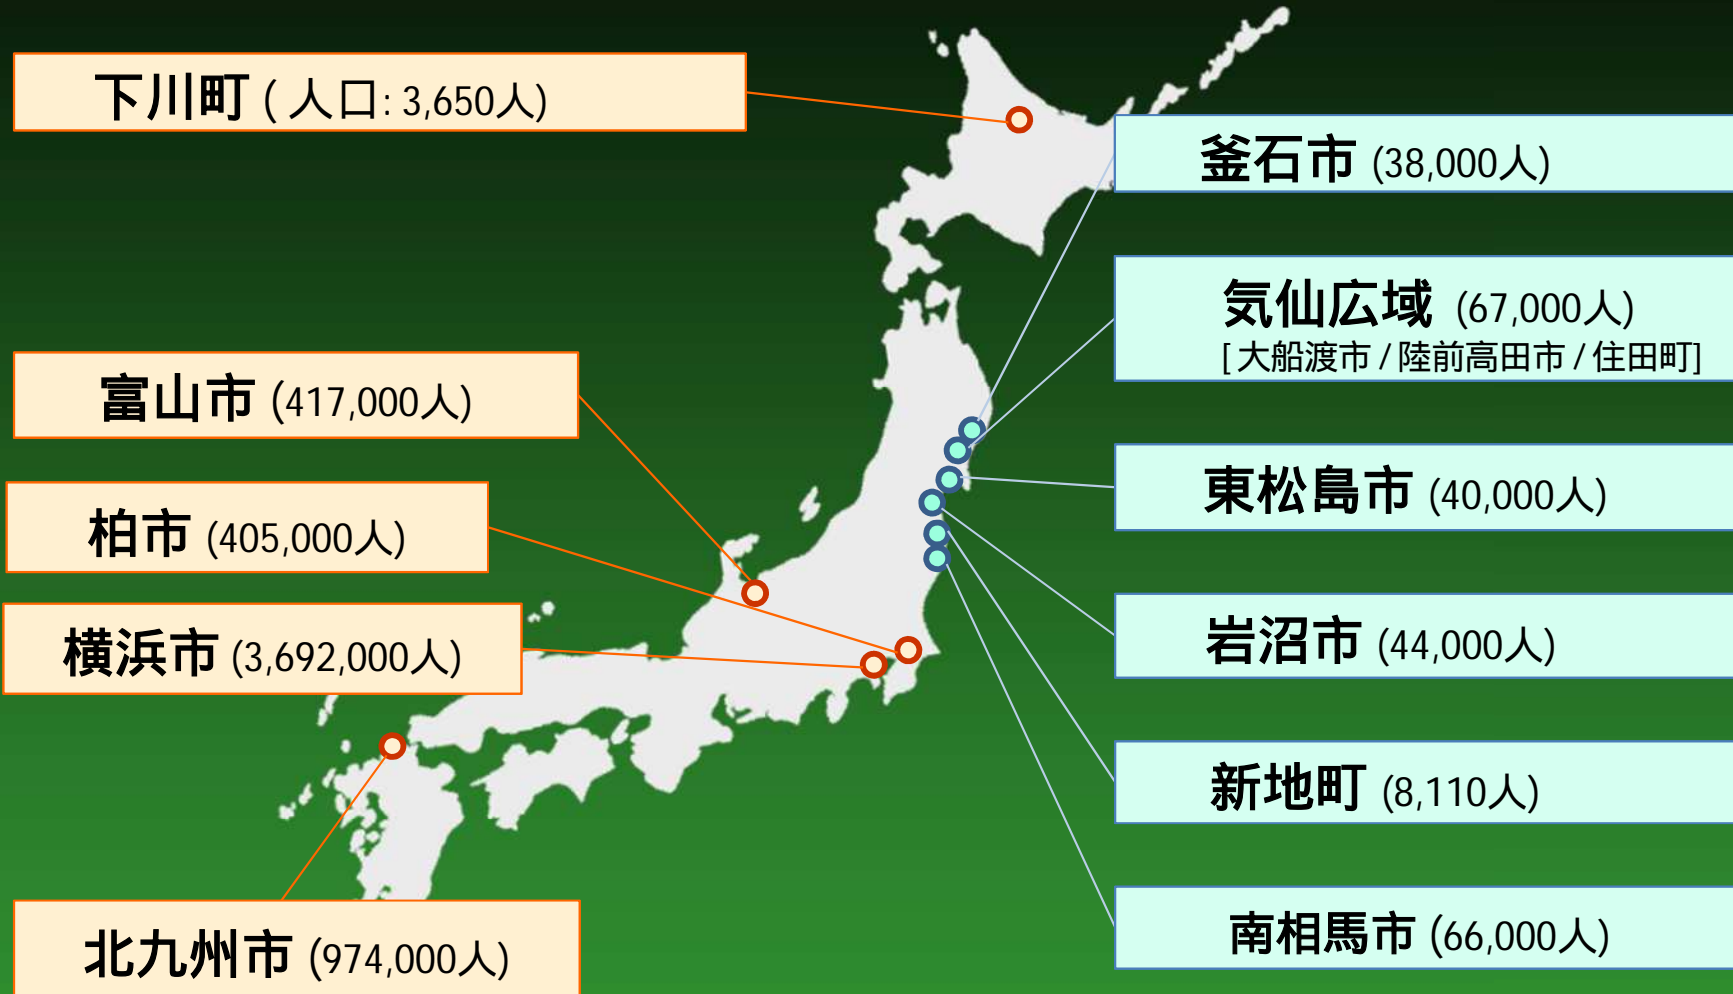 下川町 ( 人口: 3,650人)
富山市 (417,000人)
柏市 (405,000人)
横浜市 (3,692,000人)
北九州市 (974,000人)
釜石市 (38,000人)
気仙広域 (67,000人)
[ 大船渡市 / 陸前高田市 / 住田町]
東松島市 (40,000人)
岩沼市 (44,000人)
新地町 (8,110人)
南相馬市 (66,000人)